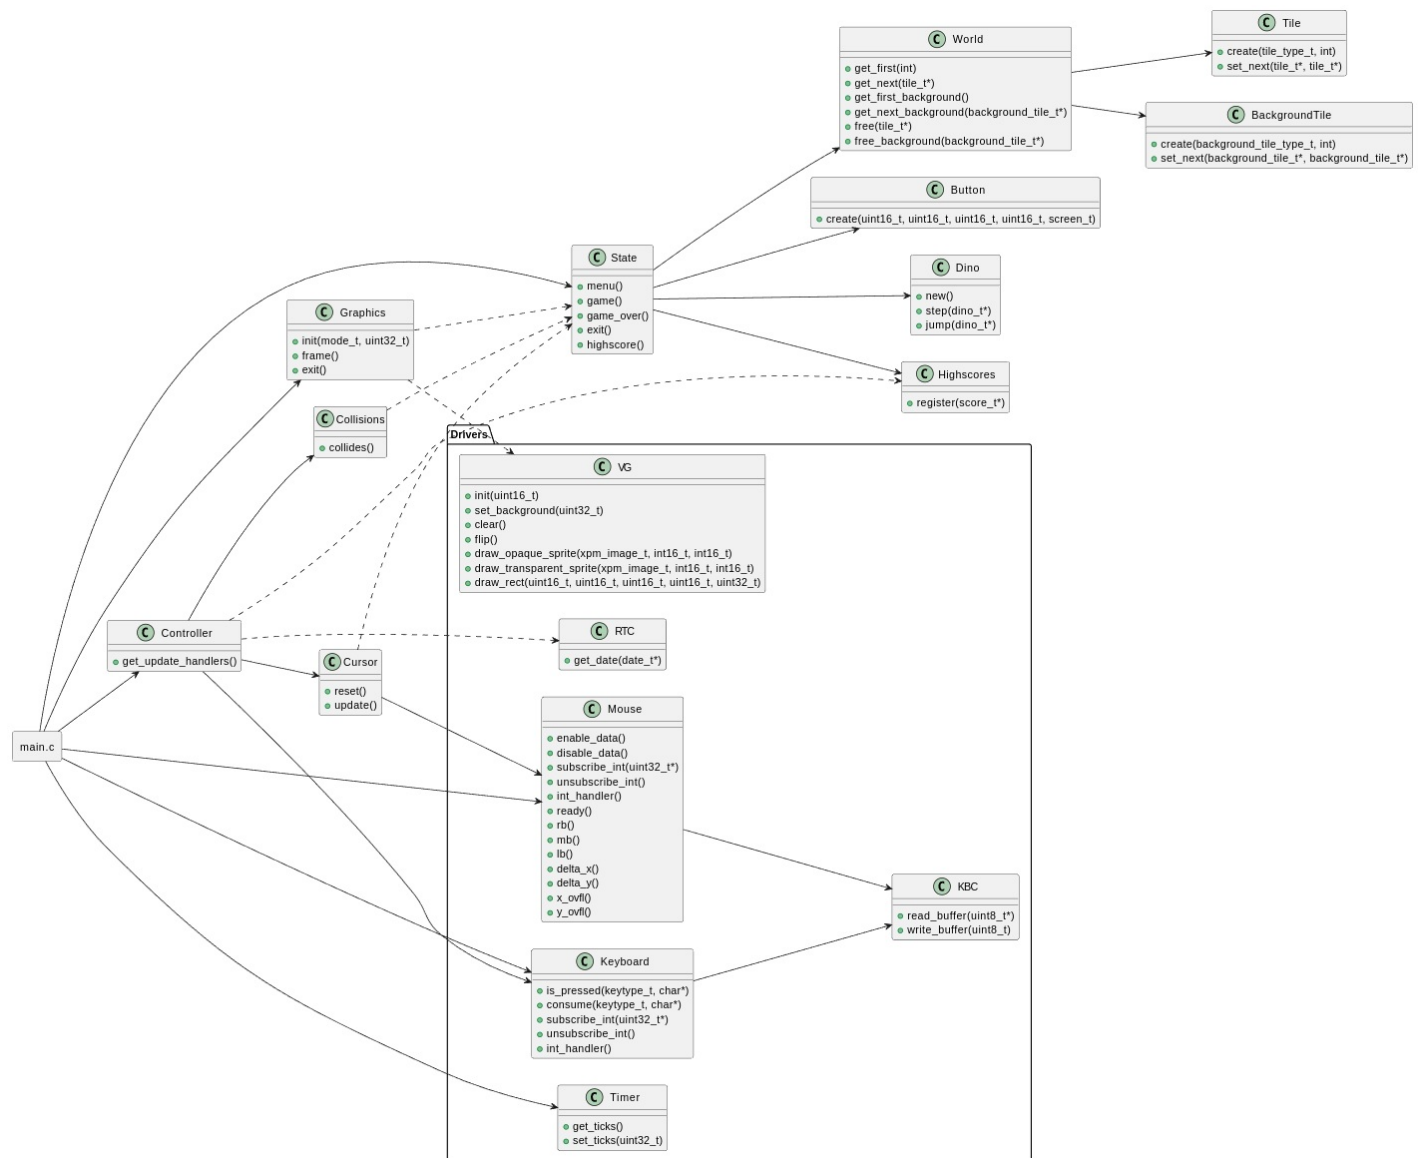 C Tile
create(tile_type_t, int)
set_next(tile_t*, tile_t*)
C World
get_first(int)
get_next(tile_t*)
get_first_background()
get_next_background(background_tile_t*)
free(tile_t*)
free_background(background_tile_t*)
C BackgroundTile
create(background_tile_type_t, int)
set_next(background_tile_t*, background_tile_t*)
C Button
create(uint16_t, uint16_t, uint16_t, uint16_t, screen_t)
C State
menu()
game()
game_over()
exit()
highscore()
C Dino
new()
step(dino_t*)
jump(dino_t*)
C Graphics
init(mode_t, uint32_t)
frame()
exit()
C Highscores
register(score_t*)
C Collisions
collides()
Drivers
C VG
init(uint16_t)
set_background(uint32_t)
clear()
flip()
draw_opaque_sprite(xpm_image_t, int16_t, int16_t)
draw_transparent_sprite(xpm_image_t, int16_t, int16_t)
draw_rect(uint16_t, uint16_t, uint16_t, uint16_t, uint32_t)
C Controller
get_update_handlers()
C RTC
get_date(date_t*)
C Cursor
reset()
update()
main.c
C Mouse
enable_data()
disable_data()
subscribe_int(uint32_t*)
unsubscribe_int()
int_handler()
ready()
rb()
mb()
lb()
delta_x()
delta_y()
x_ovfl()
y_ovfl()
C KBC
read_buffer(uint8_t*)
write_buffer(uint8_t)
C Keyboard
is_pressed(keytype_t, char*)
consume(keytype_t, char*)
subscribe_int(uint32_t*)
unsubscribe_int()
int_handler()
C Timer
get_ticks()
set_ticks(uint32_t)